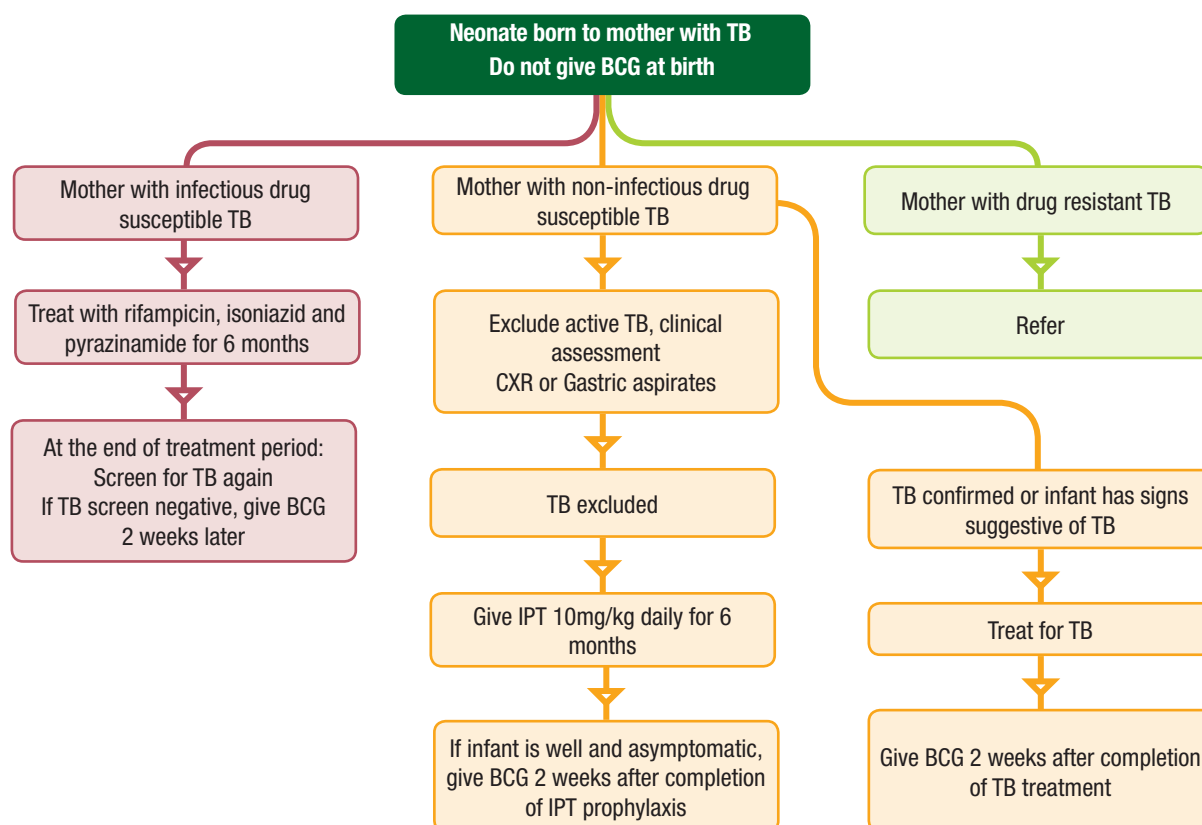 Neonate born to mother with TB
Do not give BCG at birth
Mother with infectious drug
susceptible TB
Treat with rifampicin, isoniazid and
pyrazinamide for 6 months
At the end of treatment period:
Screen for TB again
If TB screen negative, give BCG
2 weeks later
Mother with non-infectious drug
susceptible TB
Exclude active TB, clinical
assessment
CXR or Gastric aspirates
TB excluded
Give IPT 10mg/kg daily for 6
months
If infant is well and asymptomatic,
give BCG 2 weeks after completion
of IPT prophylaxis
TB confirmed or infant has signs
suggestive of TB
Treat for TB
Give BCG 2 weeks after completion
of TB treatment
Mother with drug resistant TB
Refer